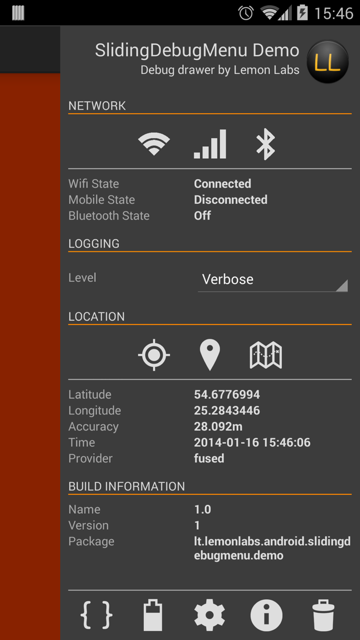 15:46
SlidingDebugMenu Demo
Debug drawer by Lemon Labs
LL
NETWORK
Wifi State Connected
Mobile State Disconnected
Bluetooth State Off
LOGGING
Level Verbose
LOCATION
Latitude 54.6776994
Longitude 25.2843446
Accuracy 28.092m
Time 2014-01-16 15:46:06
Provider fused
BUILD INFORMATION
Name 1.0
Version 1
Package lt.lemonlabs.android.slidingd
ebugmenu.demo
{ }